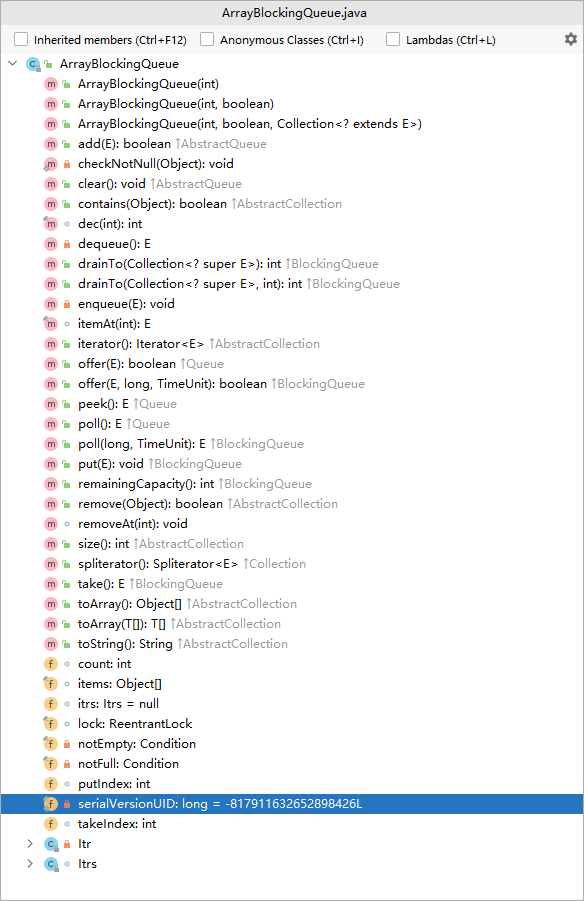 ArrayBlockingQueue.java
Inherited members (Ctrl+F12) Anonymous Classes (Ctrl+I) Lambdas (Ctrl+L)
C ArrayBlockingQueue
m ArrayBlockingQueue(int)
m ArrayBlockingQueue(int, boolean)
m ArrayBlockingQueue(int, boolean, Collection<? extends E>)
m add(E): boolean ↑AbstractQueue
m checkNotNull(Object): void
m clear(): void ↑AbstractQueue
m contains(Object): boolean ↑AbstractCollection
m dec(int): int
m dequeue(): E
m drainTo(Collection<? super E>): int ↑BlockingQueue
m drainTo(Collection<? super E>, int): int ↑BlockingQueue
m enqueue(E): void
m itemAt(int): E
m iterator(): Iterator<E> ↑AbstractCollection
m offer(E): boolean ↑Queue
m offer(E, long, TimeUnit): boolean ↑BlockingQueue
m peek(): E ↑Queue
m poll(): E ↑Queue
m poll(long, TimeUnit): E ↑BlockingQueue
m put(E): void ↑BlockingQueue
m remainingCapacity(): int ↑BlockingQueue
m remove(Object): boolean ↑AbstractCollection
m removeAt(int): void
m size(): int ↑AbstractCollection
m spliterator(): Spliterator<E> ↑Collection
m take(): E ↑BlockingQueue
m toArray(): Object[] ↑AbstractCollection
m toArray(T[]): T[] ↑AbstractCollection
m toString(): String ↑AbstractCollection
f count: int
f items: Object[]
f itrs: Itrs = null
f lock: ReentrantLock
f notEmpty: Condition
f notFull: Condition
f putIndex: int
f serialVersionUID: long = -817911632652898426L
f takeIndex: int
C Itr
C Itrs